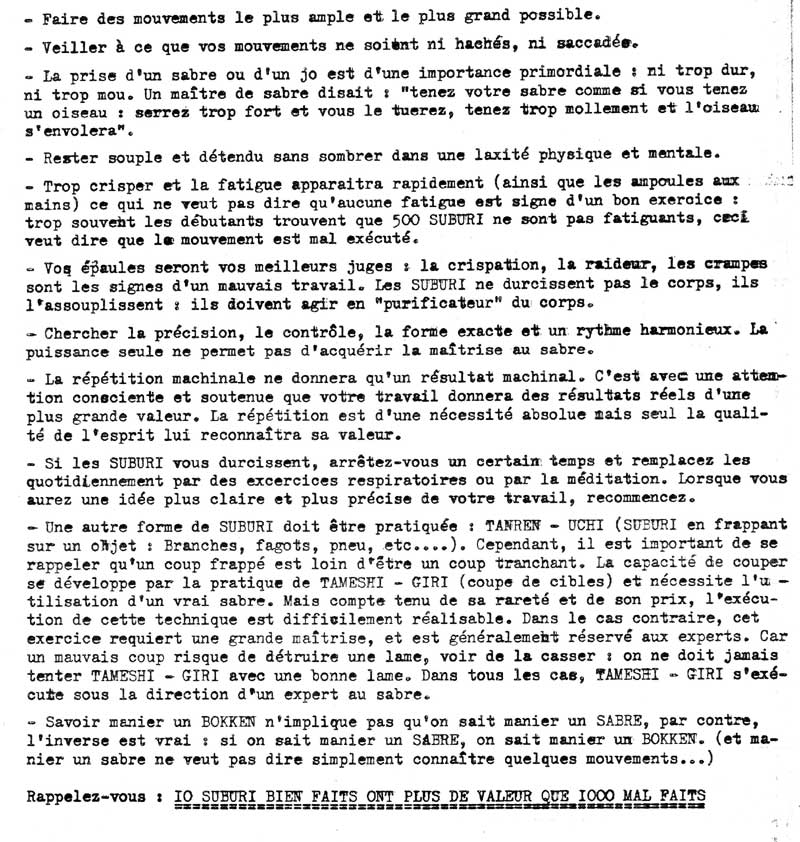 - Faire des mouvements le plus ample et le plus grand possible.
- Veiller à ce que vos mouvements ne soient ni hachés, ni saccadés.
- La prise d'un sabre ou d'un jo est d'une importance primordiale : ni trop dur,
ni trop mou. Un maître de sabre disait : "tenez votre sabre comme si vous tenez
un oiseau : serrez trop fort et vous le tuerez, tenez trop mollement et l'oiseau
s'envolera".
- Rester souple et détendu sans sombrer dans une laxité physique et mentale.
- Trop crisper et la fatigue apparaitra rapidement (ainsi que les ampoules aux
mains) ce qui ne veut pas dire qu'aucune fatigue est signe d'un bon exercice :
trop souvent les débutants trouvent que 500 SUBURI ne sont pas fatiguants, ceci
veut dire que le mouvement est mal exécuté.
- Vos épaules seront vos meilleurs juges : la crispation, la raideur, les crampes
sont les signes d'un mauvais travail. Les SUBURI ne durcissent pas le corps, ils
l'assouplissent : ils doivent agir en "purificateur" du corps.
- Chercher la précision, le contrôle, la forme exacte et un rythme harmonieux. La
puissance seule ne permet pas d'acquérir la maîtrise au sabre.
- La répétition machinale ne donnera qu'un résultat machinal. C'est avec une atten-
tion consciente et soutenue que votre travail donnera des résultats réels d'une
plus grande valeur. La répétition est d'une nécessité absolue mais seul la quali-
té de l'esprit lui reconnaîtra sa valeur.
- Si les SUBURI vous durcissent, arrêtez-vous un certain temps et remplacez les
quotidiennement par des excercices respiratoires ou par la méditation. Lorsque vous
aurez une idée plus claire et plus précise de votre travail, recommencez.
- Une autre forme de SUBURI doit être pratiquée : TANREN - UCHI (SUBURI en frappant
sur un objet : Branches, fagots, pneu, etc....). Cependant, il est important de se
rappeler qu'un coup frappé est loin d'être un coup tranchant. La capacité de couper
se développe par la pratique de TAMESHI - GIRI (coupe de cibles) et nécessite l'u -
tilisation d'un vrai sabre. Mais compte tenu de sa rareté et de son prix, l'exécu-
tion de cette technique est difficilement réalisable. Dans le cas contraire, cet
exercice requiert une grande maîtrise, et est généralement réservé aux experts. Car
un mauvais coup risque de détruire une lame, voir de la casser : on ne doit jamais
tenter TAMESHI - GIRI avec une bonne lame. Dans tous les cas, TAMESHI - GIRI s'exé-
cute sous la direction d'un expert au sabre.
- Savoir manier un BOKKEN n'implique pas qu'on sait manier un SABRE, par contre,
l'inverse est vrai : si on sait manier un SABRE, on sait manier un BOKKEN. (et ma-
nier un sabre ne veut pas dire simplement connaître quelques mouvements...)
Rappelez-vous : IO SUBURI BIEN FAITS ONT PLUS DE VALEUR QUE IOOO MAL FAITS